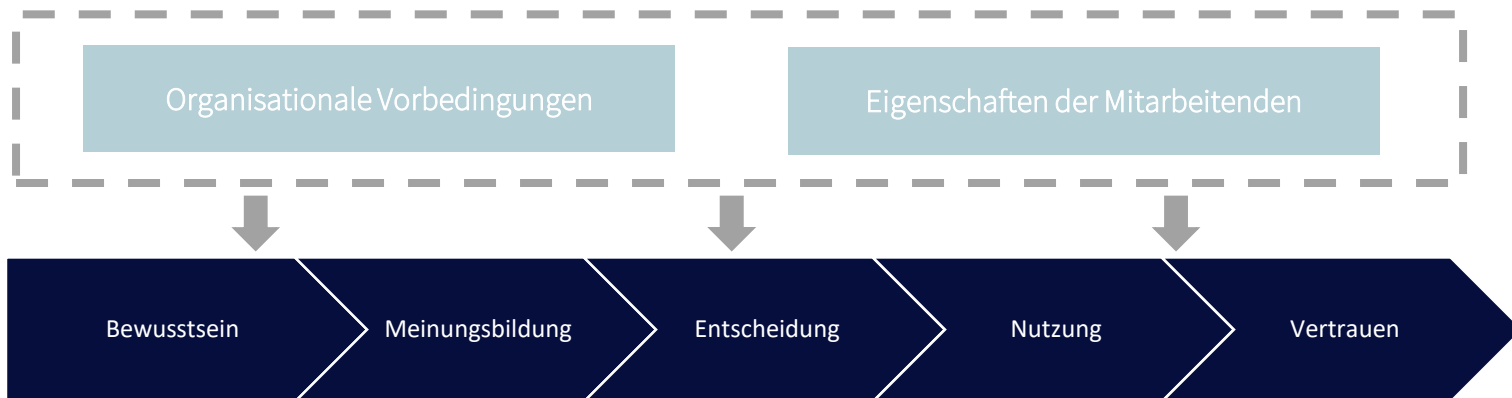 Organisationale Vorbedingungen
Eigenschaften der Mitarbeitenden
Bewusstsein
Meinungsbildung
Entscheidung
Nutzung
Vertrauen